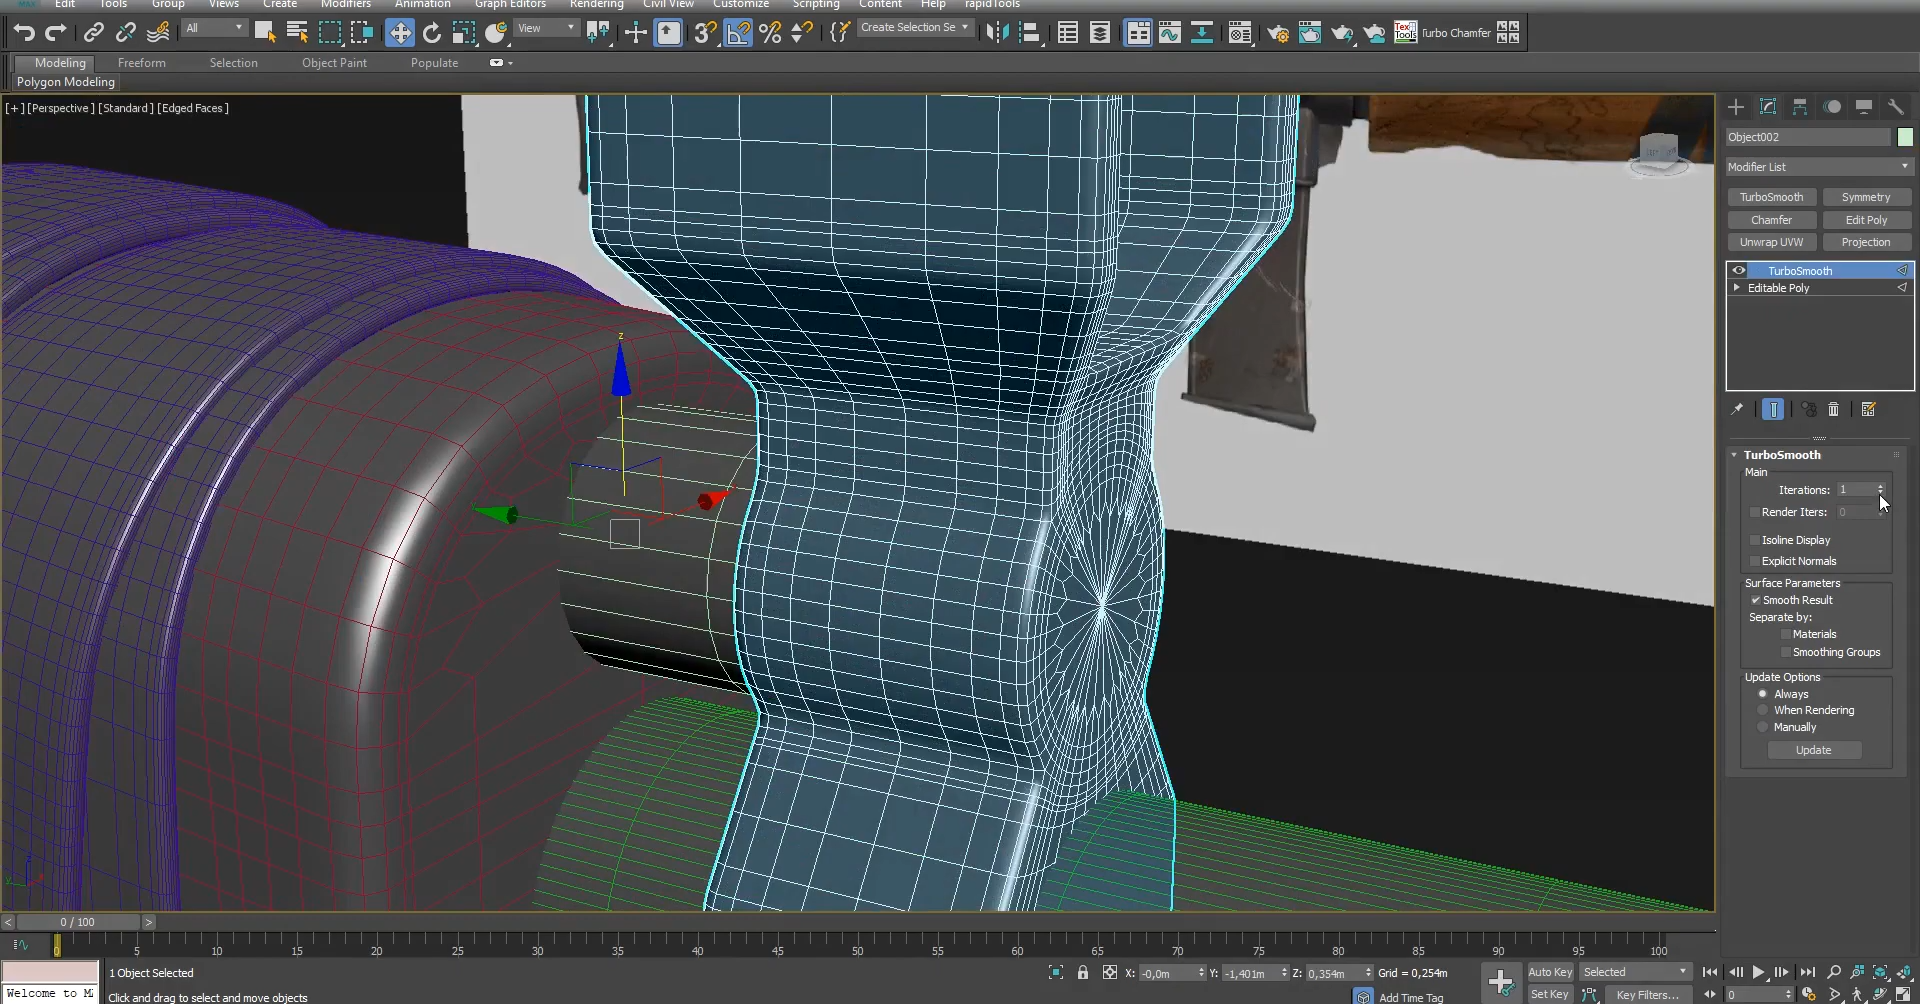 Edit Tools Group Views Create Modifiers Animation Graph Editors Rendering Civil View Customize Scripting Content Help rapidTools
All View Create Selection Se Turbo Chamfer
Modeling Freeform Selection Object Paint Populate
Polygon Modeling
[+] [Perspective] [Standard] [Edged Faces]
Object002
Modifier List
TurboSmooth Symmetry
Chamfer Edit Poly
Unwrap UVW Projection
TurboSmooth
Editable Poly
z
TurboSmooth
Main
Iterations: 1
Render Iters: 0
Isoline Display
Explicit Normals
Surface Parameters
Smooth Result
Separate by:
Materials
Smoothing Groups
Update Options
Always
When Rendering
Manually
Update
< 0 / 100 >
0 5 10 15 20 25 30 35 40 45 50 55 60 65 70 75 80 85 90 95 100
1 Object Selected X: -0,0m Y: -1,401m Z: 0,354m Grid = 0,254m Auto Key Selected
Welcome to M Click and drag to select and move objects Add Time Tag Set Key Key Filters... 0